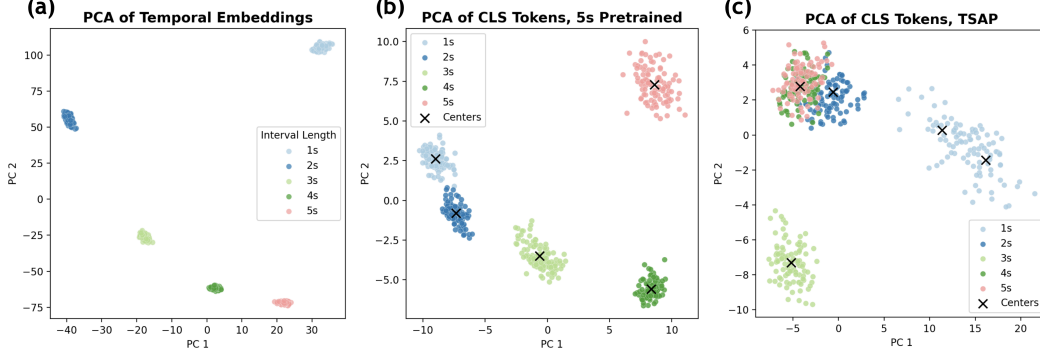 (a)
PCA of Temporal Embeddings
100
75
50
25
0
−25
−50
−75
PC 2
−40
−30
−20
−10
0
10
20
30
PC 1
Interval Length
1s
2s
3s
4s
5s
(b)
PCA of CLS Tokens, 5s Pretrained
10.0
7.5
5.0
2.5
0.0
−2.5
−5.0
PC 2
−10
−5
0
5
10
PC 1
1s
2s
3s
4s
5s
Centers
(c)
PCA of CLS Tokens, TSAP
6
4
2
0
−2
−4
−6
−8
−10
PC 2
−5
0
5
10
15
20
PC 1
1s
2s
3s
4s
5s
Centers